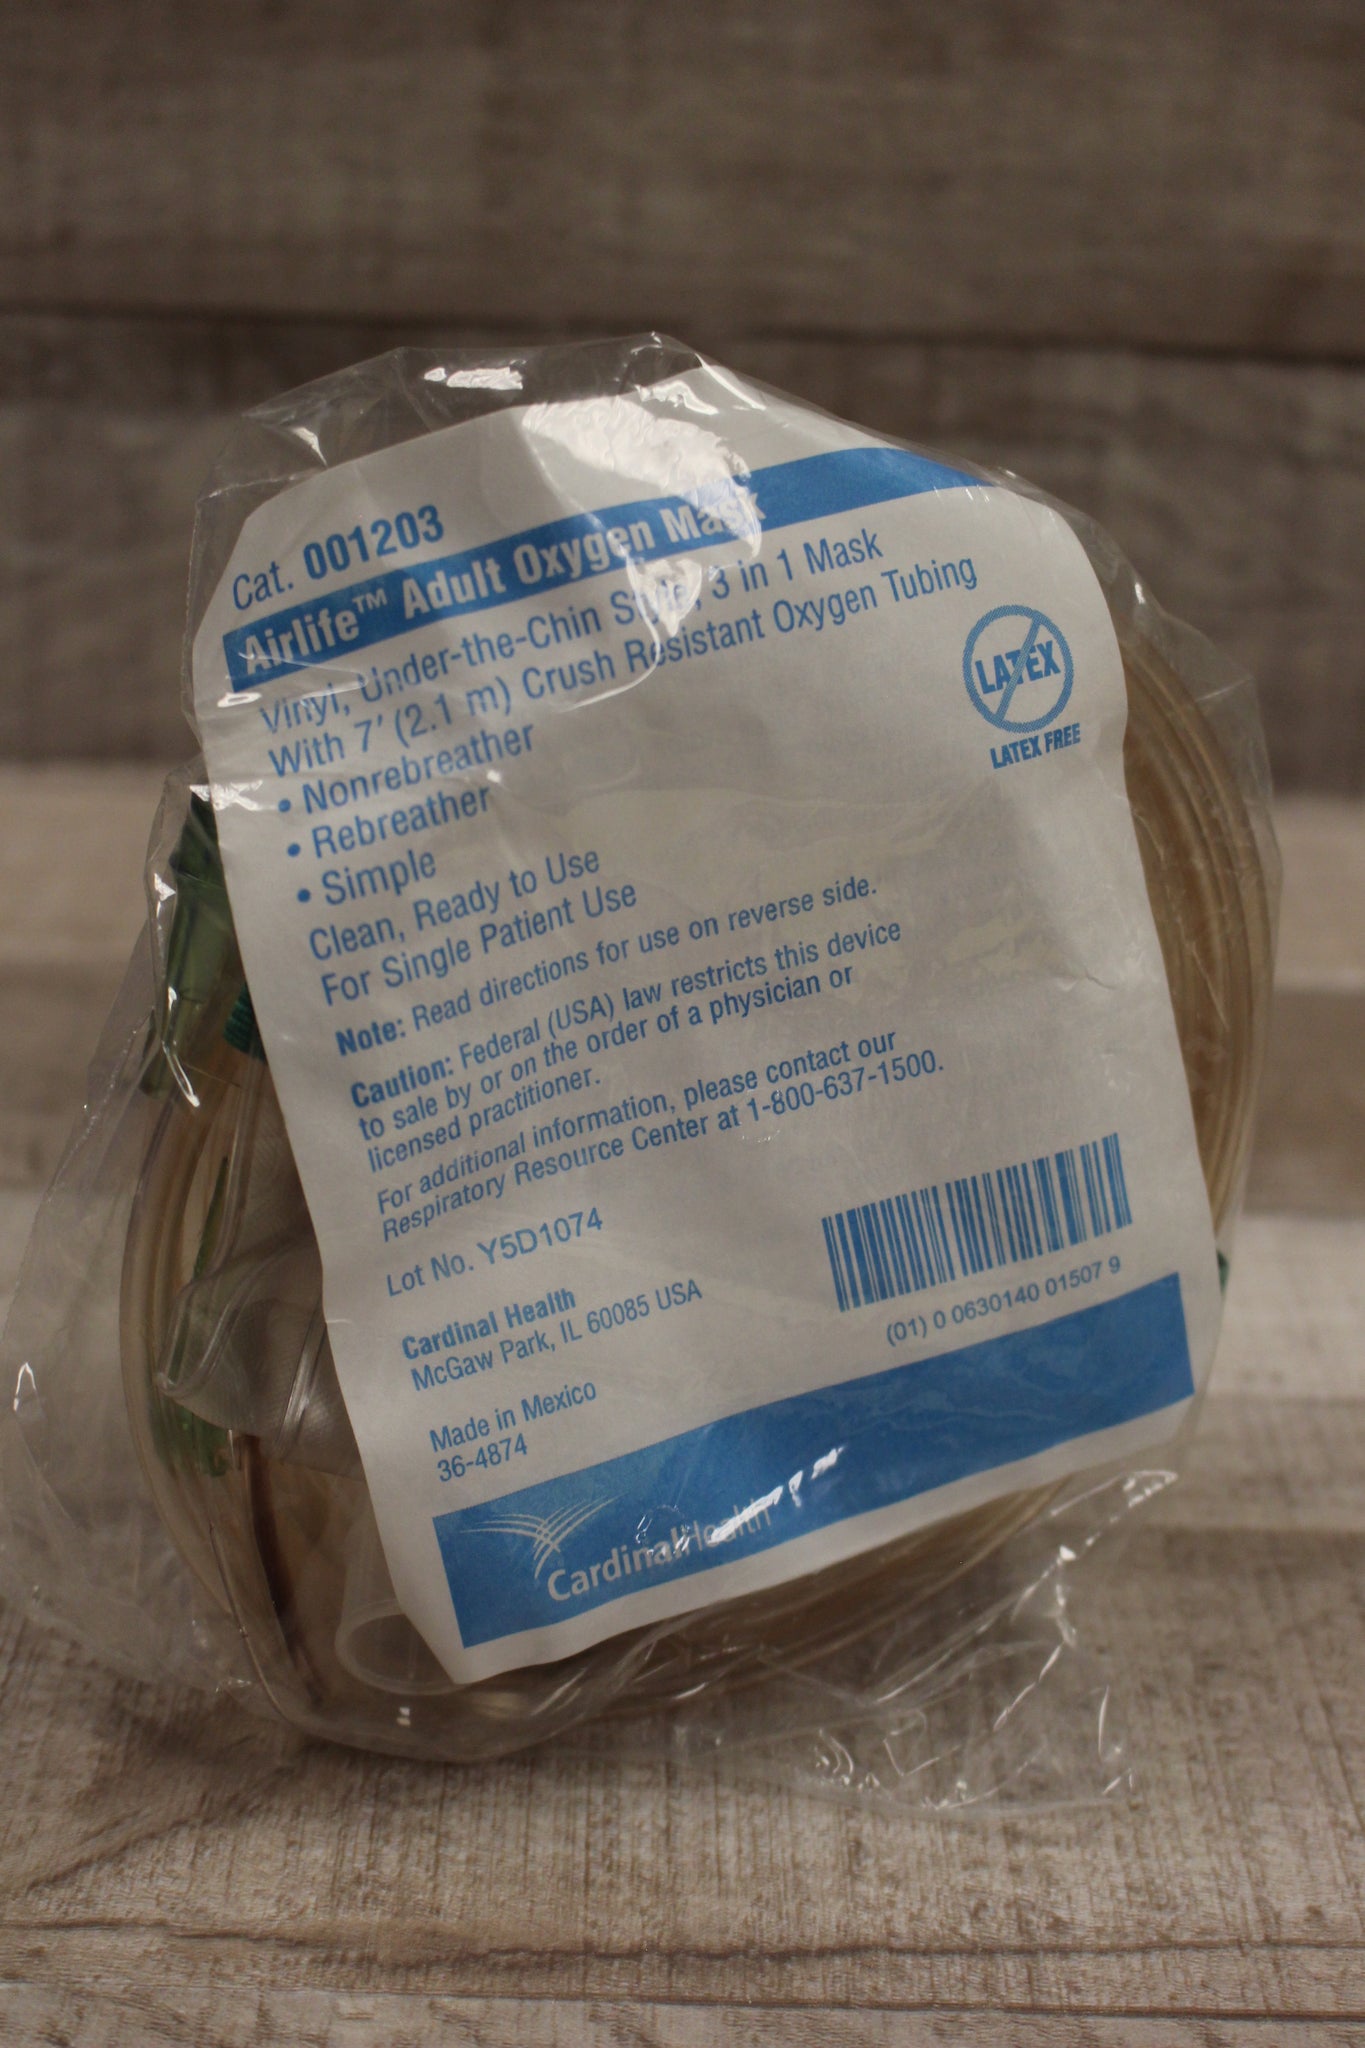 Cat. 001203
Airlife™ Adult Oxygen Mask
Vinyl, Under-the-Chin Style, 3 in 1 Mask
With 7' (2.1 m) Crush Resistant Oxygen Tubing
• Nonrebreather
• Rebreather
• Simple
Clean, Ready to Use
For Single Patient Use
LATEX
LATEX FREE
Note: Read directions for use on reverse side.
Caution: Federal (USA) law restricts this device
to sale by or on the order of a physician or
licensed practitioner.
For additional information, please contact our
Respiratory Resource Center at 1-800-637-1500.
Lot No. Y5D1074
Cardinal Health
McGaw Park, IL 60085 USA
(01) 0 0630140 01507 9
Made in Mexico
36-4874
CardinalHealth